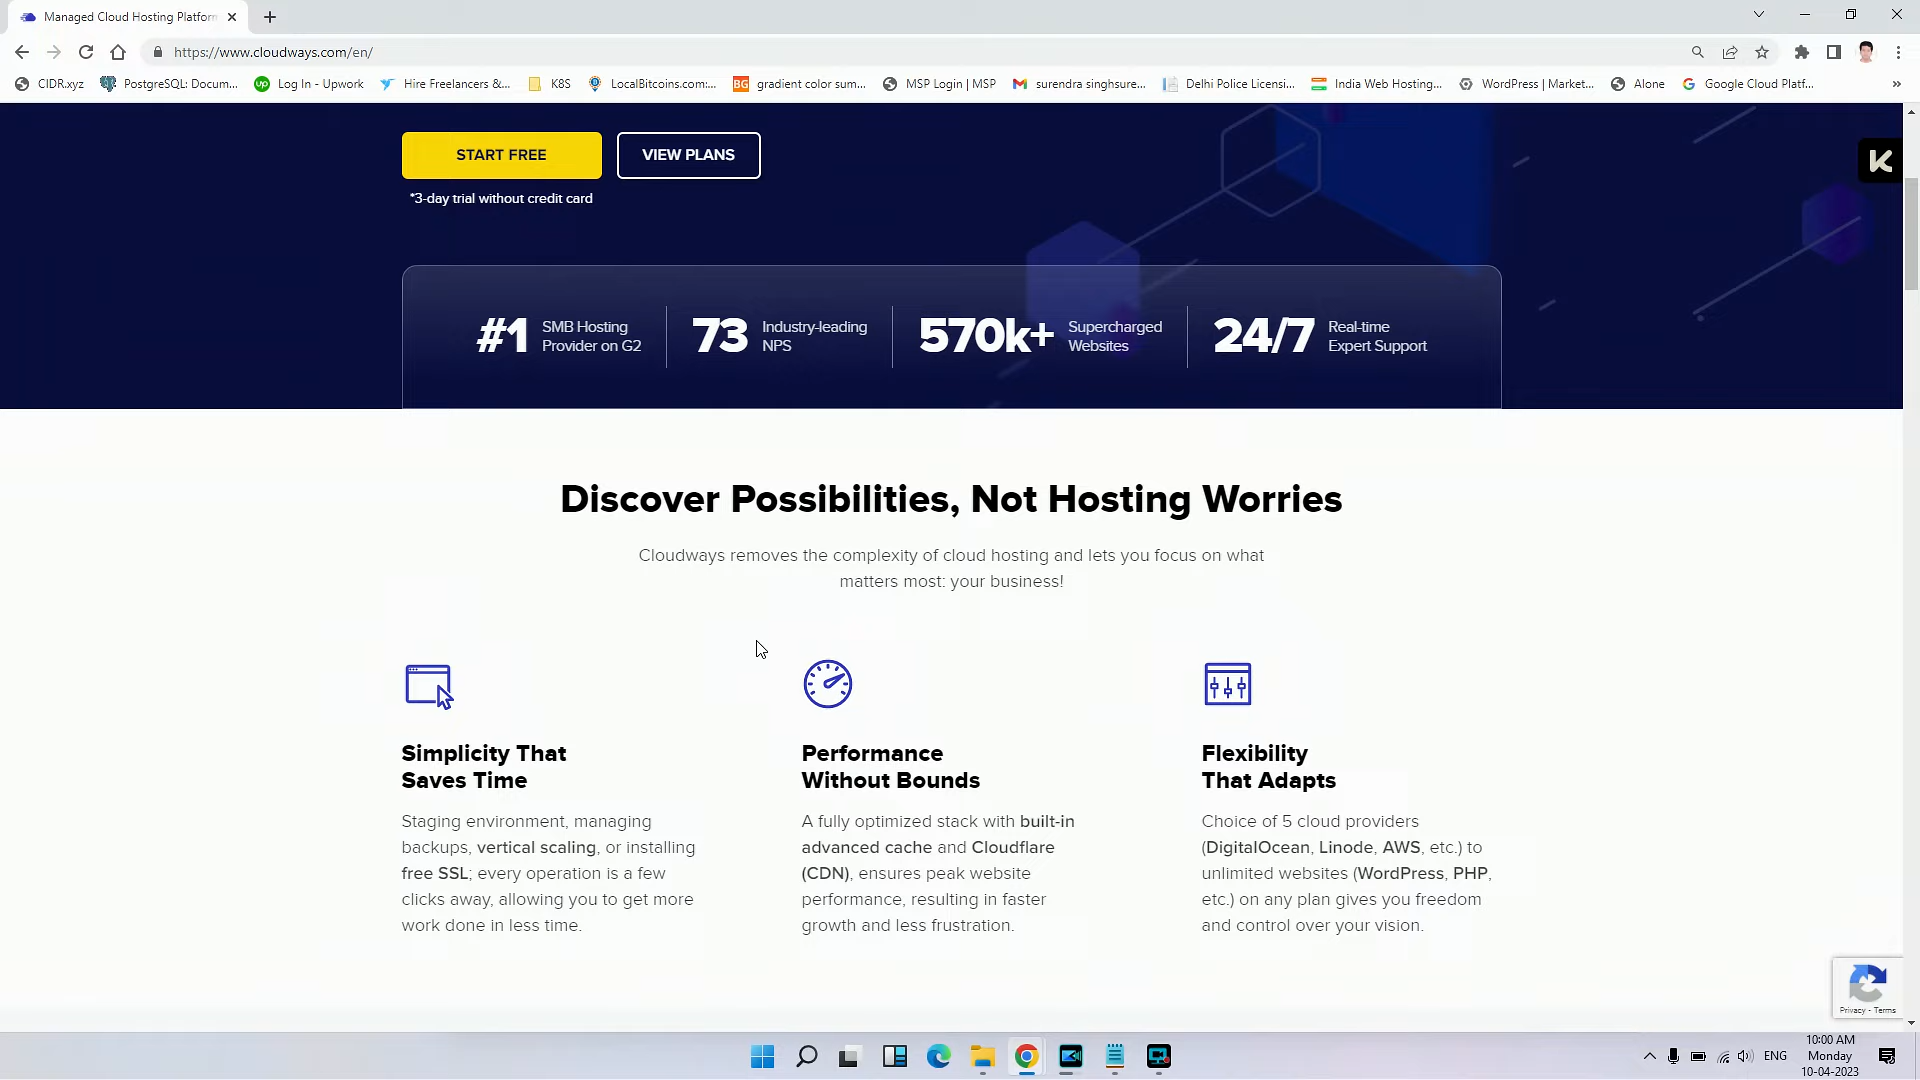 Managed Cloud Hosting Platform
https://www.cloudways.com/en/
CIDR.xyz
PostgreSQL: Docum...
Log In - Upwork
Hire Freelancers &...
K8S
LocalBitcoins.com:...
BG
gradient color sum...
MSP Login | MSP
surendra singhsure...
Delhi Police Licensi...
India Web Hosting...
WordPress | Market...
Alone
Google Cloud Platf...
»
START FREE
VIEW PLANS
*3-day trial without credit card
K
#1
SMB Hosting
Provider on G2
73
Industry-leading
NPS
570k+
Supercharged
Websites
24/7
Real-time
Expert Support
Discover Possibilities, Not Hosting Worries
Cloudways removes the complexity of cloud hosting and lets you focus on what
matters most: your business!
Simplicity That
Saves Time
Staging environment, managing
backups, vertical scaling, or installing
free SSL; every operation is a few
clicks away, allowing you to get more
work done in less time.
Performance
Without Bounds
A fully optimized stack with built-in
advanced cache and Cloudflare
(CDN), ensures peak website
performance, resulting in faster
growth and less frustration.
Flexibility
That Adapts
Choice of 5 cloud providers
(DigitalOcean, Linode, AWS, etc.) to
unlimited websites (WordPress, PHP,
etc.) on any plan gives you freedom
and control over your vision.
Privacy - Terms
ENG
10:00 AM
Monday
10-04-2023